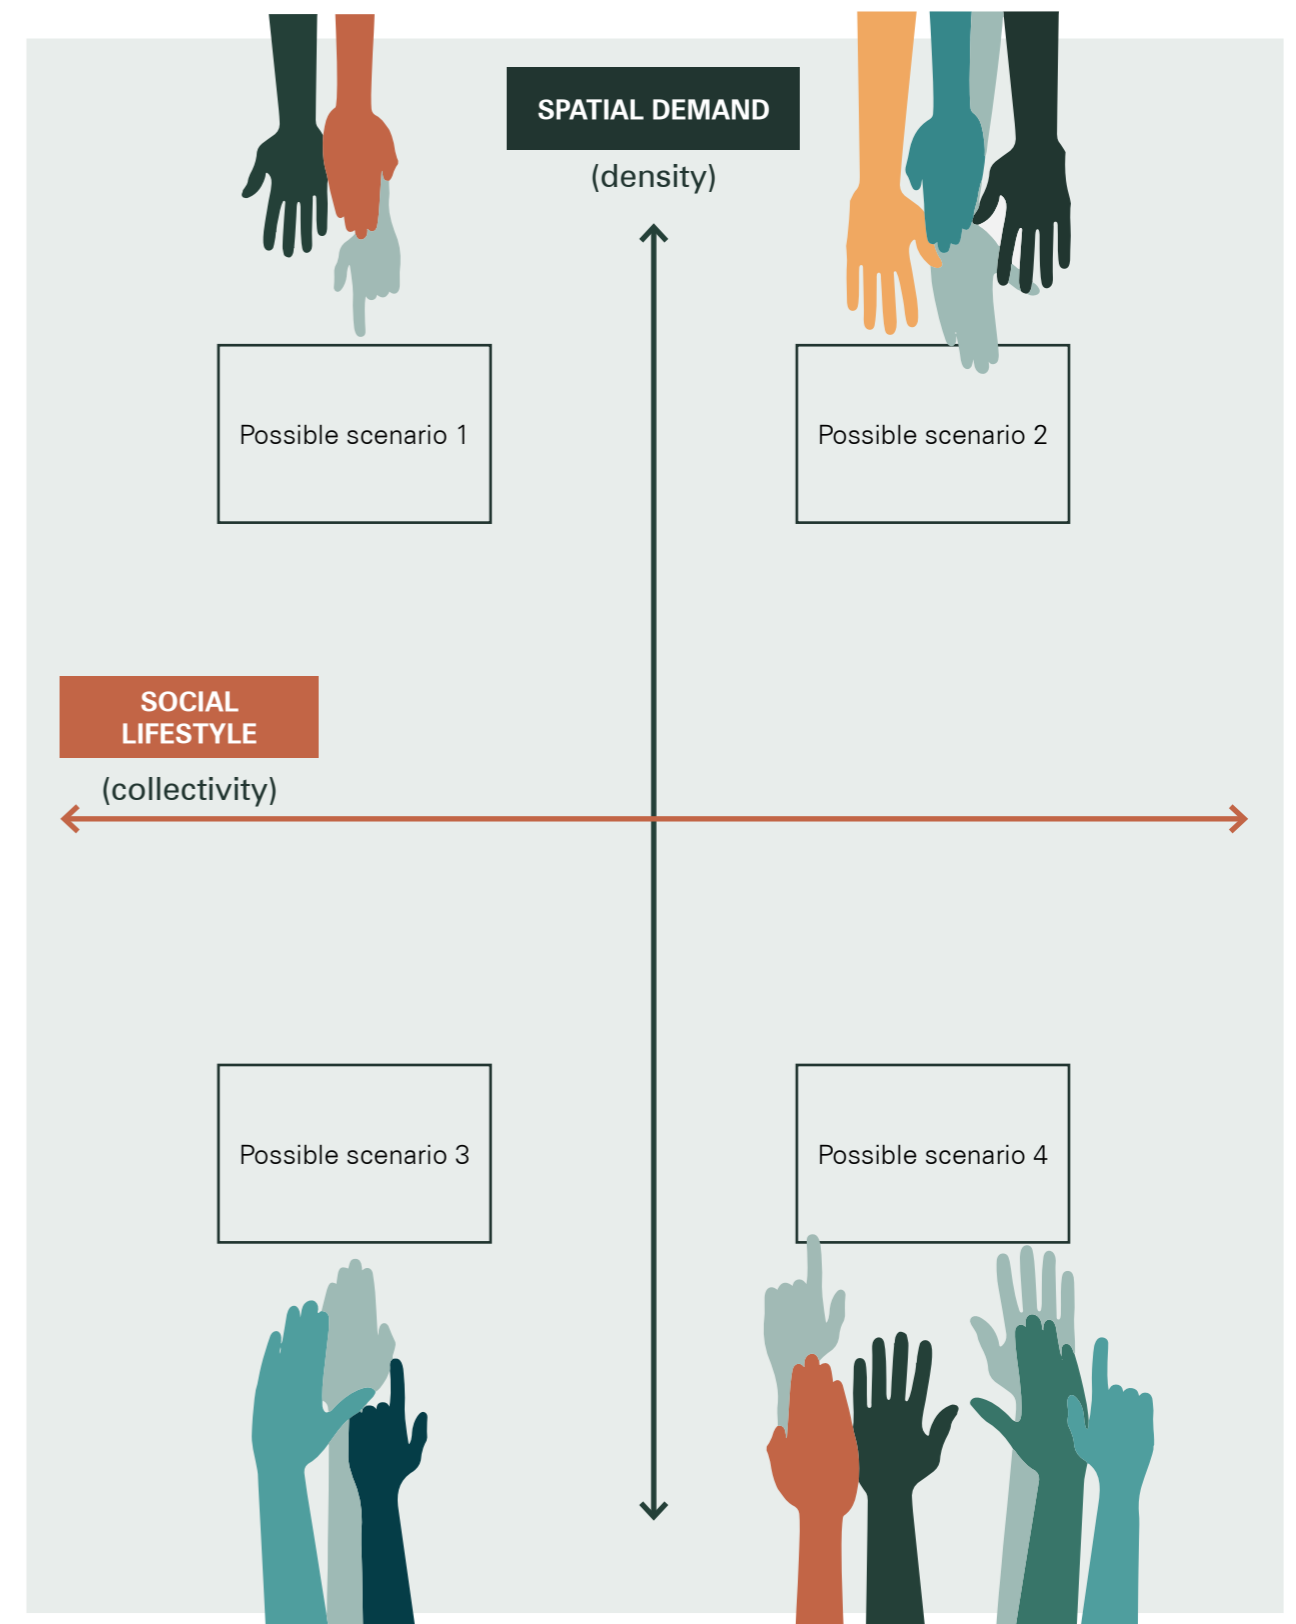 SPATIAL DEMAND
(density)
Possible scenario 1
Possible scenario 2
SOCIAL
LIFESTYLE
(collectivity)
Possible scenario 3
Possible scenario 4